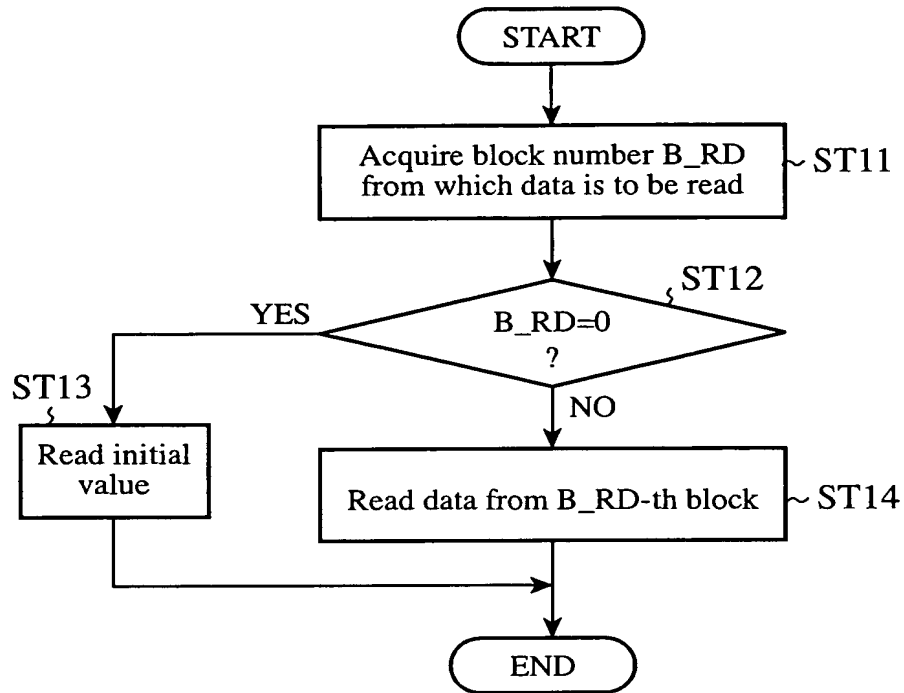 START
Acquire block number B_RD
from which data is to be read
ST11
ST12
YES
B_RD=0
?
ST13
NO
Read initial
value
Read data from B_RD-th block
ST14
END